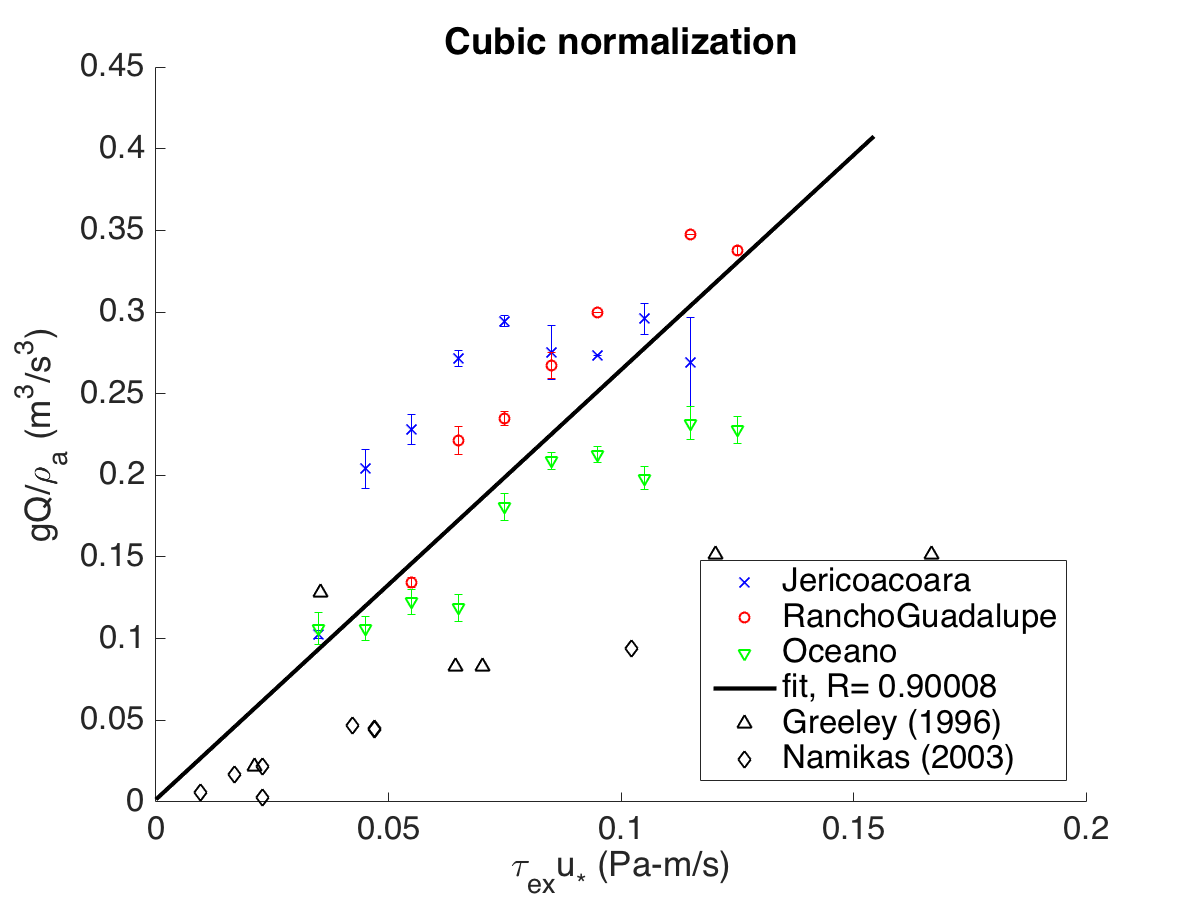 Cubic normalization
0.45
0.4
0.35
0.3
0.25
0.2
0.15
0.1
0.05
0
gQ/ρₐ (m³/s³)
0
0.05
0.1
0.15
0.2
τₑₓu* (Pa-m/s)
Jericoacoara
RanchoGuadalupe
Oceano
fit, R= 0.90008
Greeley (1996)
Namikas (2003)